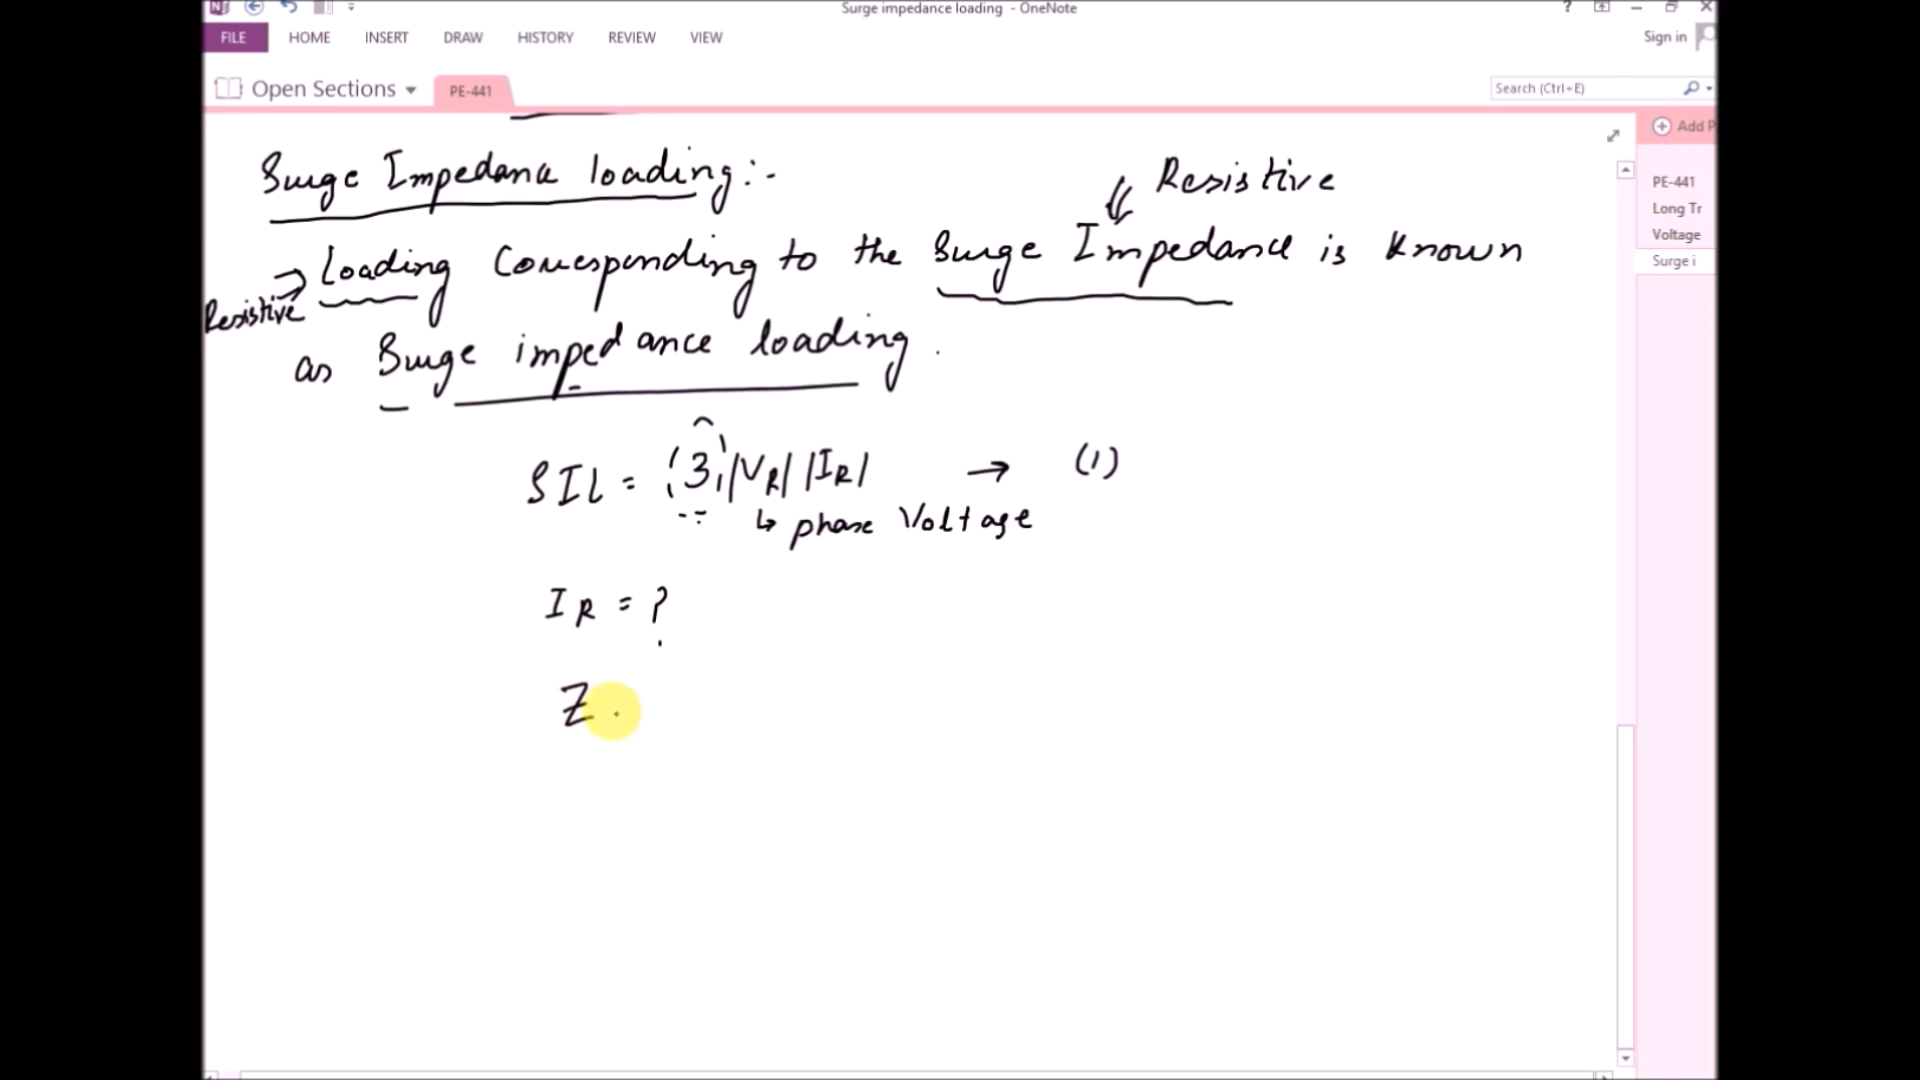 Surge impedance loading - OneNote
?
FILE HOME INSERT DRAW HISTORY REVIEW VIEW
Sign in
Open Sections
PE-441
Search (Ctrl+E)
Add P
PE-441
Long Tr
Voltage
Surge i
Surge Impedance loading:-
Resistive
→ Loading Corresponding to the Surge Impedance is known
Resistive
as Surge impedance loading.
SIL = (3) |VR| |IR| → (1)
↳ phase Voltage
IR = ?
Z